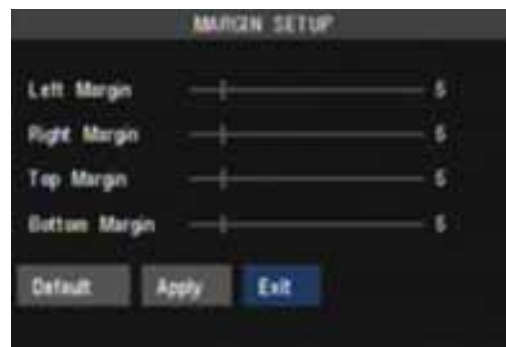 MARGIN SETUP
Left Margin 5
Right Margin 5
Top Margin 5
Bottom Margin 5
Default Apply Exit